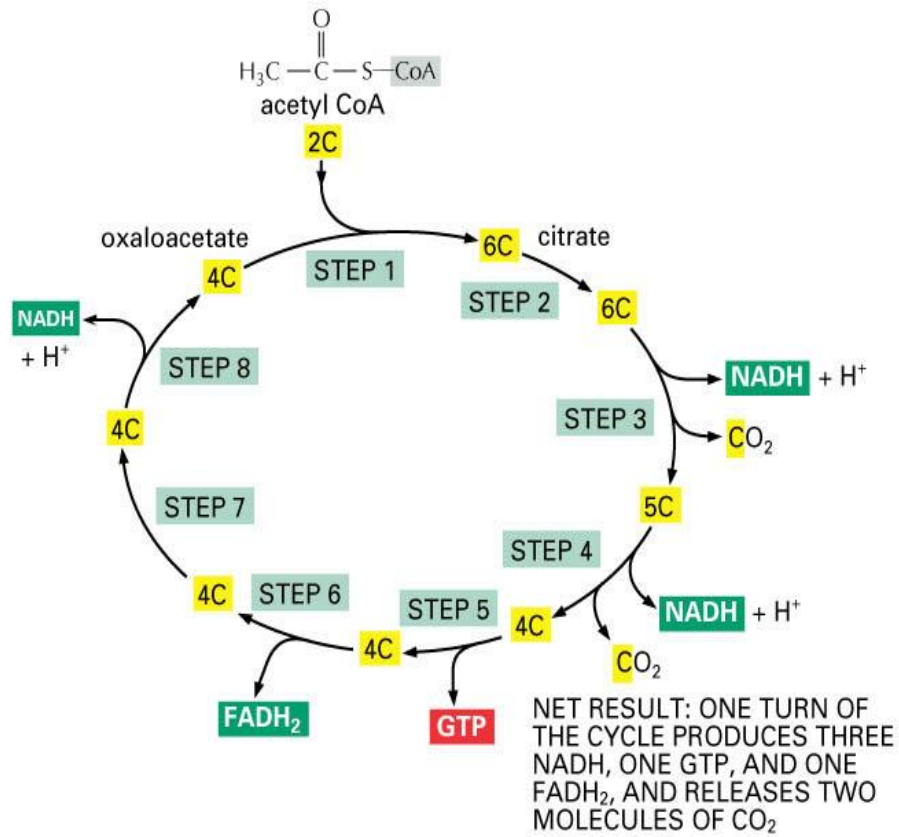 O
H₃C — C — S — CoA
acetyl CoA
2C
oxaloacetate
4C
STEP 1
6C
citrate
STEP 2
6C
NADH
+ H⁺
STEP 8
NADH + H⁺
STEP 3
CO₂
4C
5C
STEP 7
STEP 4
4C
STEP 6
STEP 5
4C
4C
NADH + H⁺
CO₂
FADH₂
GTP
NET RESULT: ONE TURN OF
THE CYCLE PRODUCES THREE
NADH, ONE GTP, AND ONE
FADH₂, AND RELEASES TWO
MOLECULES OF CO₂